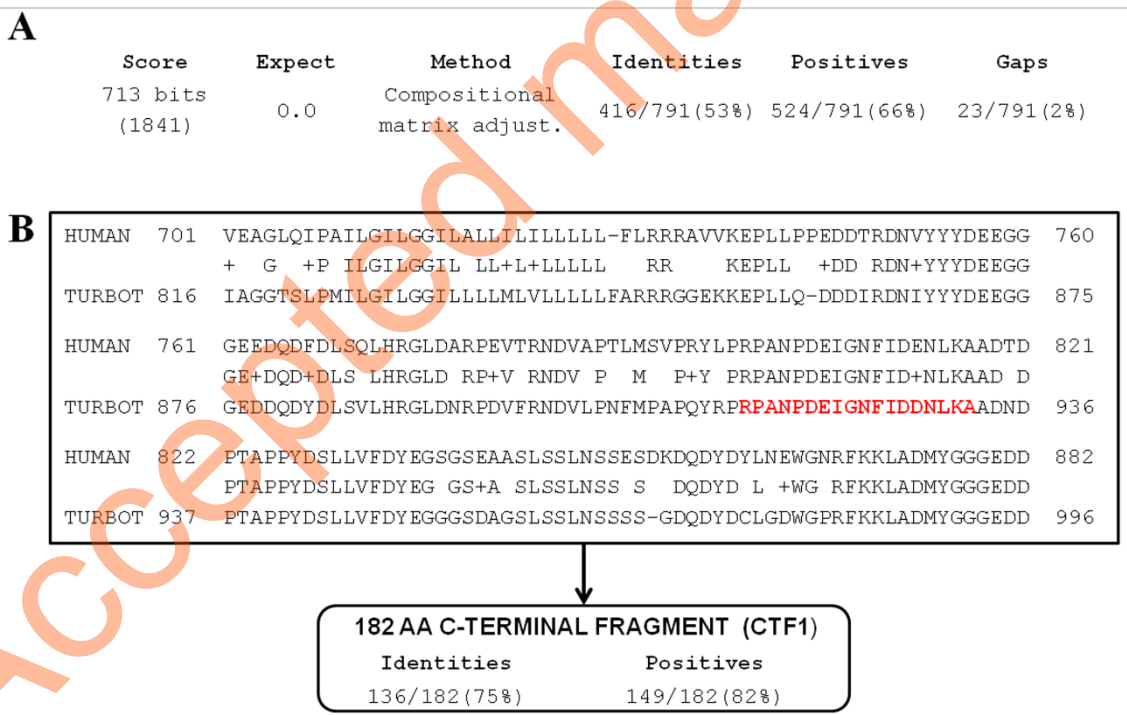 A
Score Expect Method Identities Positives Gaps
713 bits (1841) 0.0 Compositional matrix adjust. 416/791(53%) 524/791(66%) 23/791(2%)
B
HUMAN 701 VEAGLQIPAILGILGGILALLILILLLLL-FLRRRAVVKEPLLPPEDDTRDNVYYYDEEGG 760
+ G +P ILGILGGIL LL+L+LLLLL RR KEPLL +DD RDN+YYYDEEGG
TURBOT 816 IAGGTSLPMILGILGGILLLLMLVLLLLLFARRRGGEKKEPLLQ-DDDIRDNIYYYDEEGG 875
HUMAN 761 GEEDQDFDLSQLHRGLDARPEVTRNDVAPTLMSVPRYLPRPANPDEIGNFIDENLKAADTD 821
GE+DQD+DLS LHRGLD RP+V RNDV P M P+Y PRPANPDEIGNFID+NLKAAD D
TURBOT 876 GEDDQDYDLSVLHRGLDNRPDVFRNDVLPNFMPAPQYRPRPANPDEIGNFIDDNLKAADND 936
HUMAN 822 PTAPPYDSLLVFDYEGSGSEAASLSSLNSSESDKDQDYDYLNEWGNRFKKLADMYGGGEDD 882
PTAPPYDSLLVFDYEG GS+A SLSSLNSS S DQDYD L +WG RFKKLADMYGGGEDD
TURBOT 937 PTAPPYDSLLVFDYEGGGSDAGSLSSLNSSSS-GDQDYDCLGDWGPRFKKLADMYGGGEDD 996
182 AA C-TERMINAL FRAGMENT (CTF1)
Identities Positives
136/182(75%) 149/182(82%)
Accepted ma